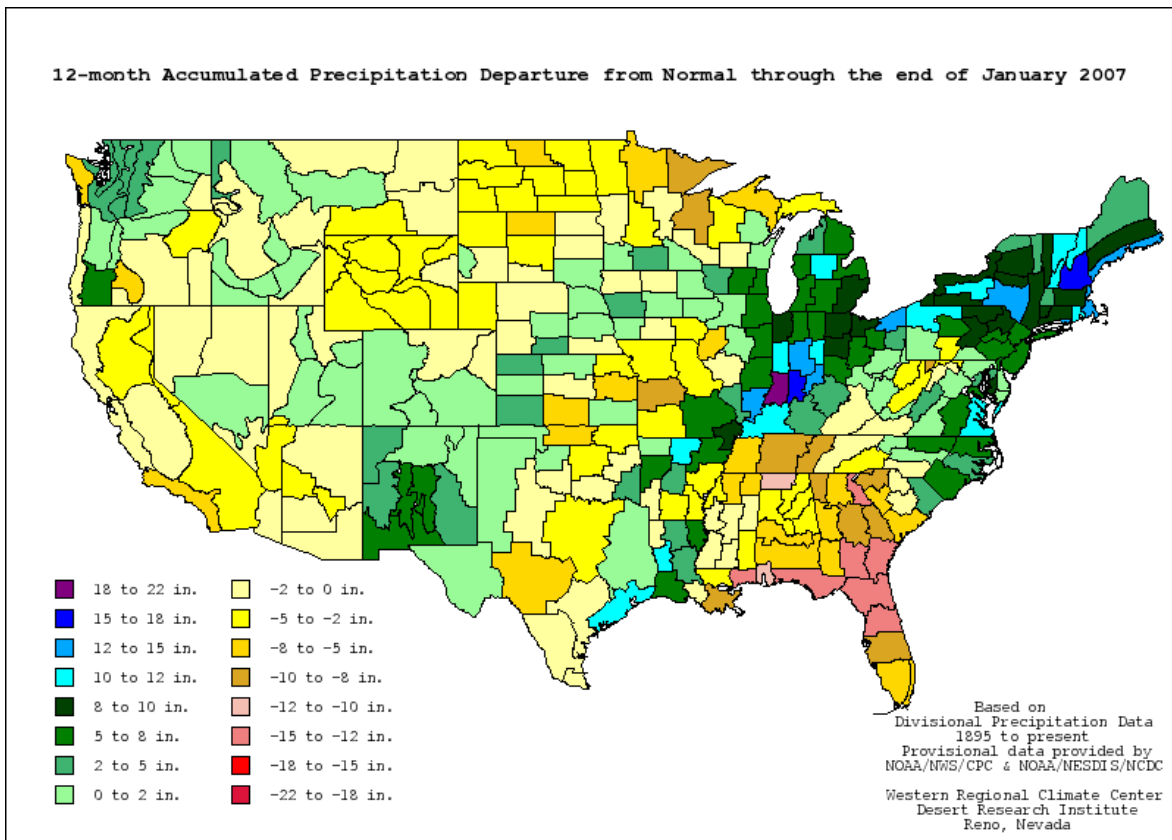 12-month Accumulated Precipitation Departure from Normal through the end of January 2007
18 to 22 in.
15 to 18 in.
12 to 15 in.
10 to 12 in.
8 to 10 in.
5 to 8 in.
2 to 5 in.
0 to 2 in.
-2 to 0 in.
-5 to -2 in.
-8 to -5 in.
-10 to -8 in.
-12 to -10 in.
-15 to -12 in.
-18 to -15 in.
-22 to -18 in.
Based on
Divisional Precipitation Data
1895 to present
Provisional data provided by
NOAA/NWS/CPC & NOAA/NESDIS/NCDC
Western Regional Climate Center
Desert Research Institute
Reno, Nevada